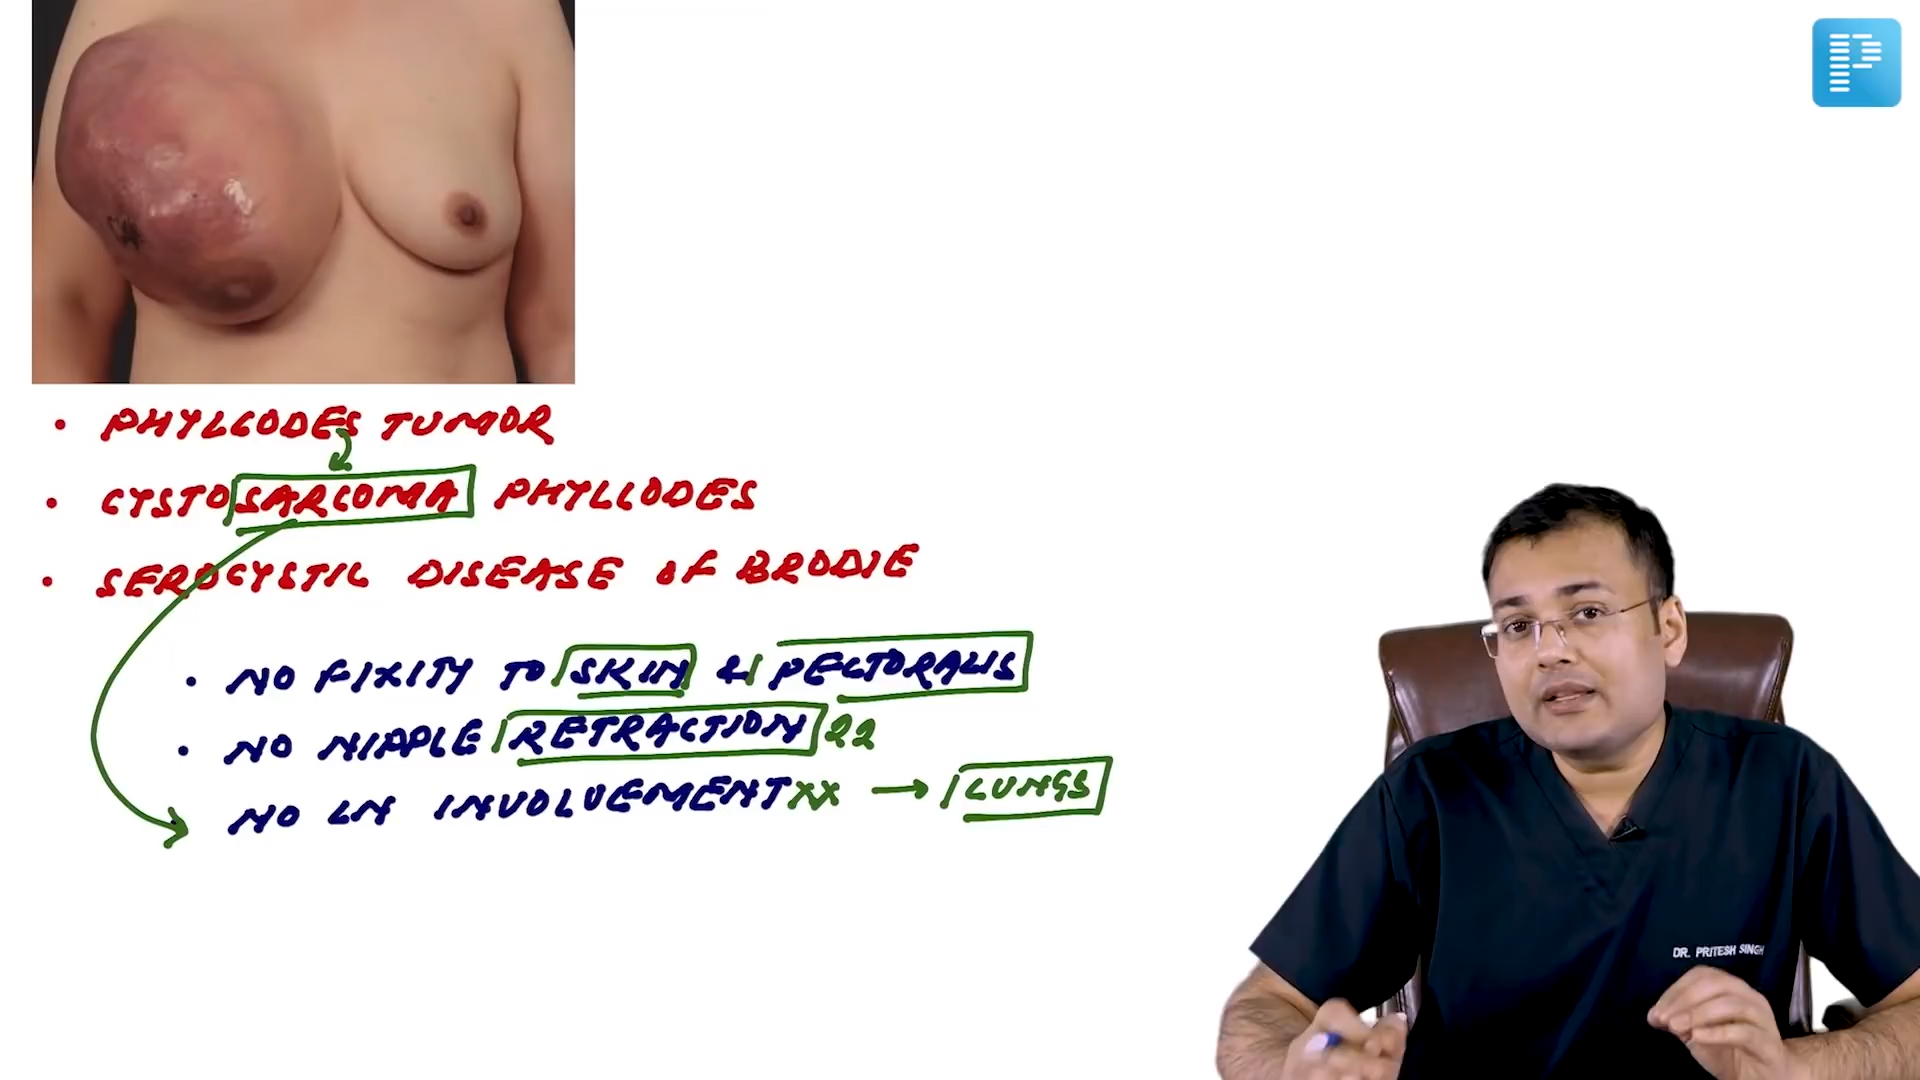 • PHYLLODES TUMOR
• CYSTOSARCOMA PHYLLODES
• SEROCYSTIC DISEASE OF BRODIE
• NO FIXITY TO SKIN & PECTORALIS
• NO NIPPLE RETRACTION
NO LN INVOLVEMENT XX → LUNGS
DR. PRITESH SINGH
P